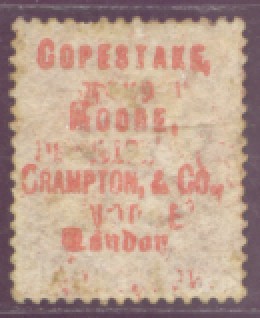 COPESTAKE,
MOORE,
CRAMPTON, & CO.,
London